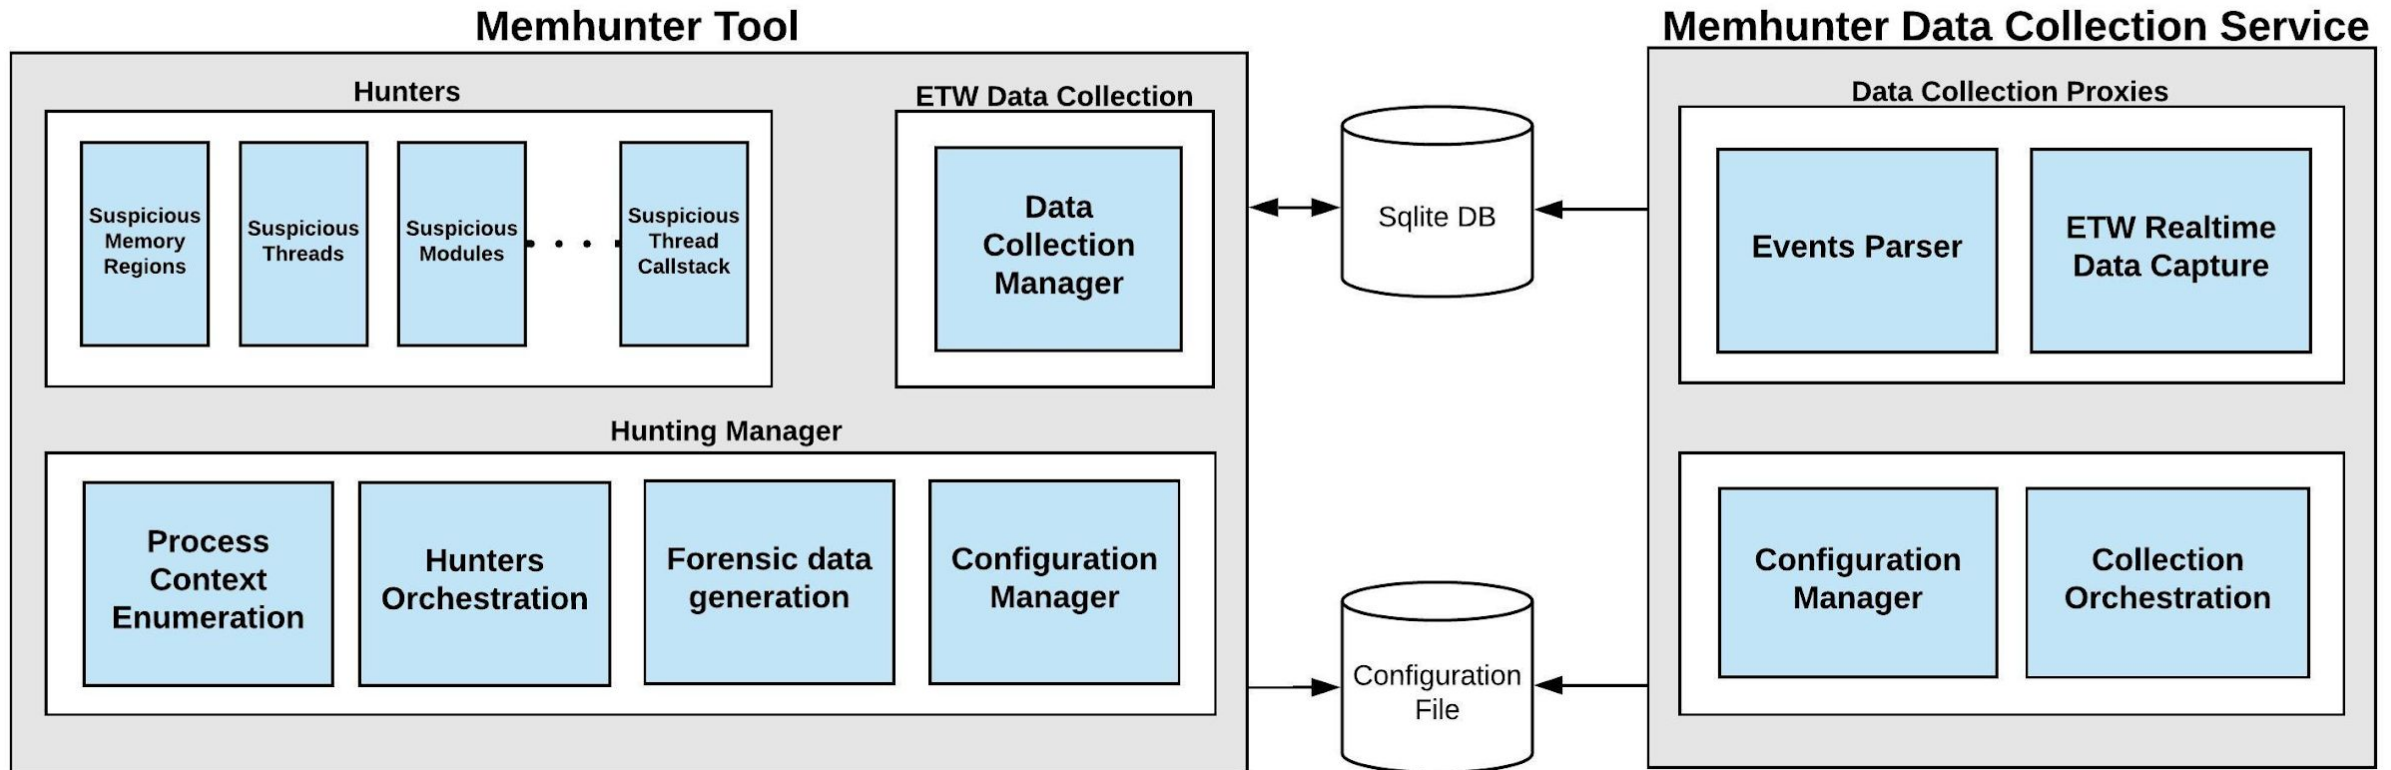 Memhunter Tool
Memhunter Data Collection Service
Hunters
ETW Data Collection
Data Collection Proxies
Suspicious
Memory
Regions
Suspicious
Threads
Suspicious
Modules
. . . .
Suspicious
Thread
Callstack
Data
Collection
Manager
Sqlite DB
Events Parser
ETW Realtime
Data Capture
Hunting Manager
Process
Context
Enumeration
Hunters
Orchestration
Forensic data
generation
Configuration
Manager
Configuration
File
Configuration
Manager
Collection
Orchestration